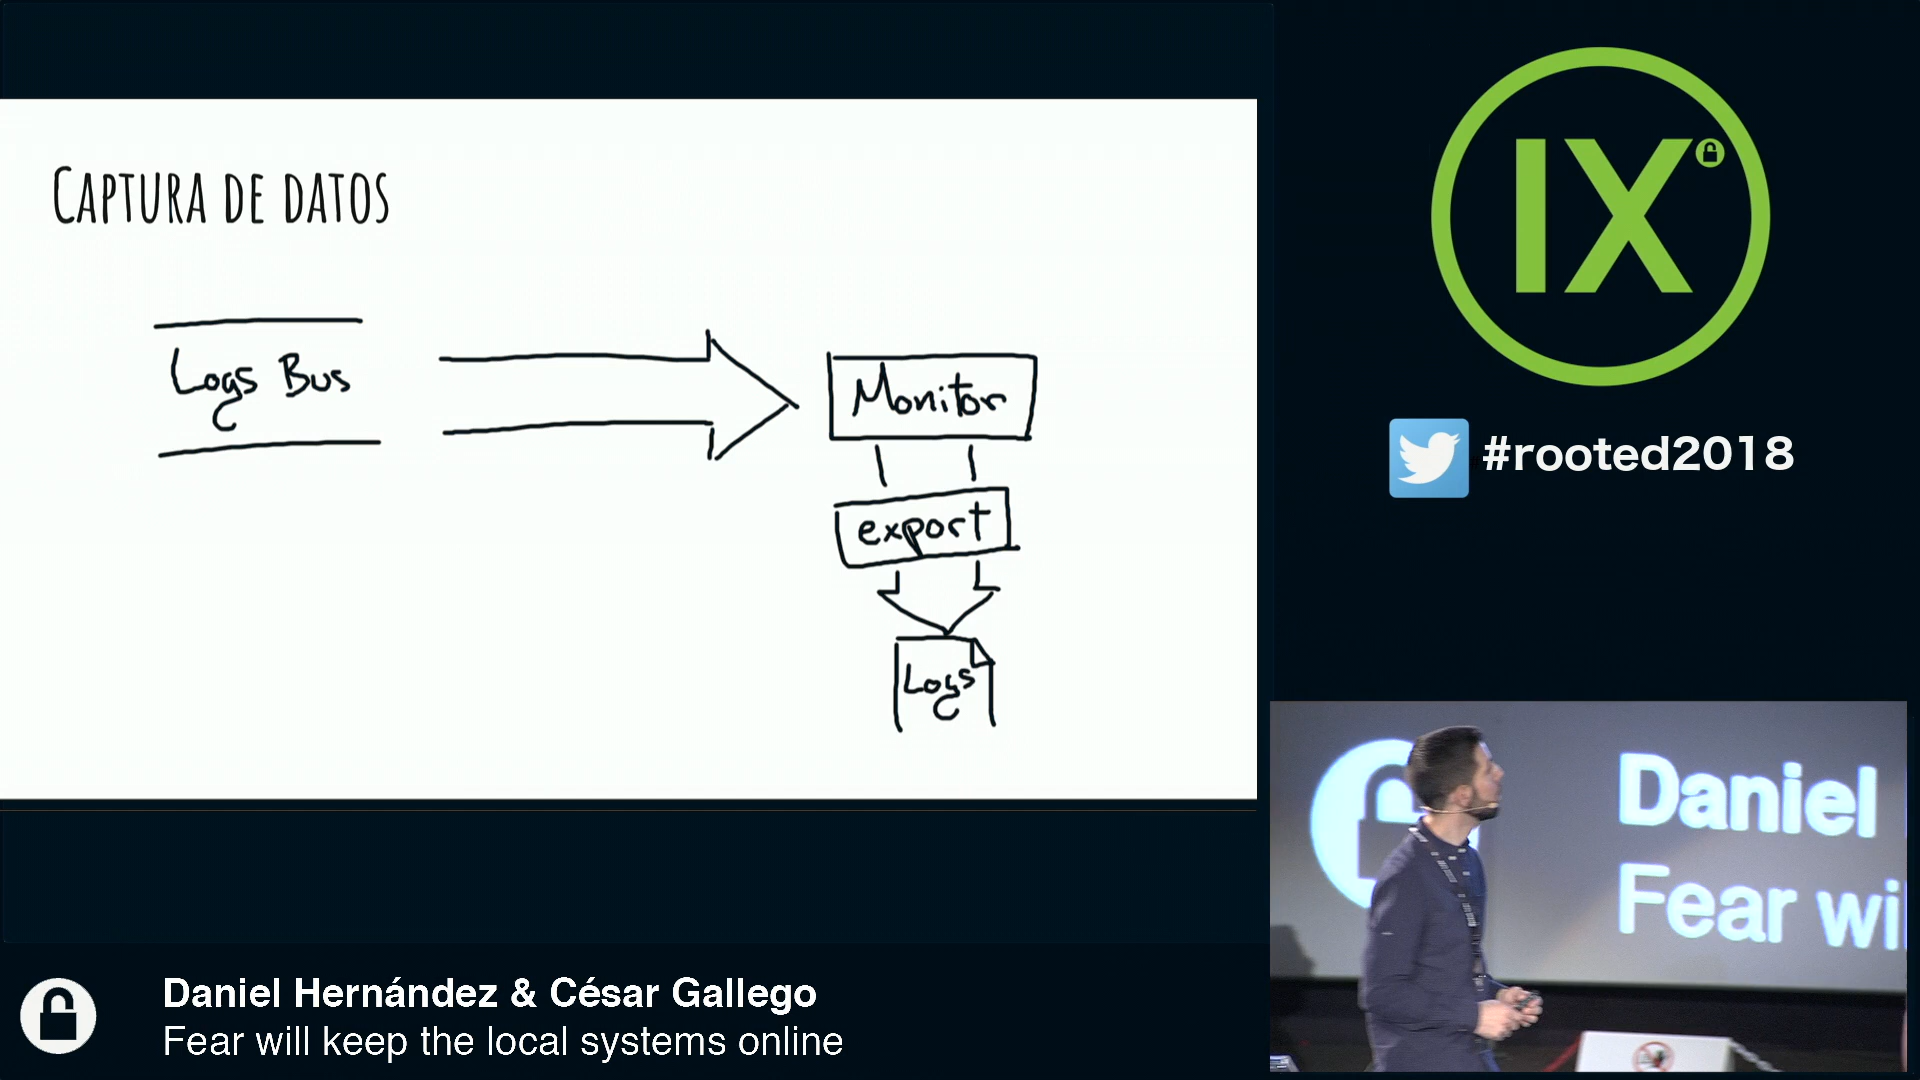 CAPTURA DE DATOS
Logs Bus
Monitor
export
Logs
IX
#rooted2018
Daniel
Fear wi
Daniel Hernández & César Gallego
Fear will keep the local systems online